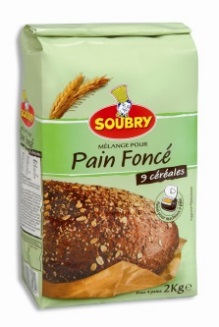 SOUBRY
MÉLANGE POUR
Pain Foncé
9 céréales
2Kg e